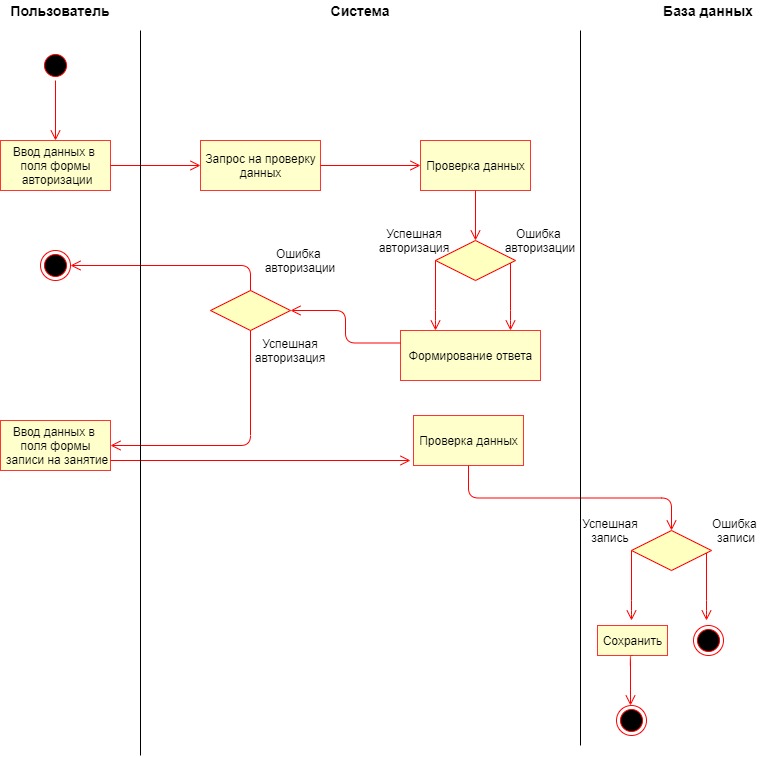 Пользователь
Система
База данных
Ввод данных в
поля формы
авторизации
Запрос на проверку
данных
Проверка данных
Успешная
авторизация
Ошибка
авторизации
Ошибка
авторизации
Успешная
авторизация
Формирование ответа
Ввод данных в
поля формы
записи на занятие
Проверка данных
Успешная
запись
Ошибка
записи
Сохранить